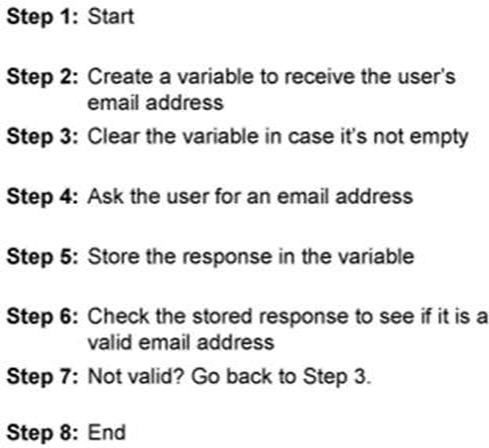 Step 1: Start
Step 2: Create a variable to receive the user's
email address
Step 3: Clear the variable in case it's not empty
Step 4: Ask the user for an email address
Step 5: Store the response in the variable
Step 6: Check the stored response to see if it is a
valid email address
Step 7: Not valid? Go back to Step 3.
Step 8: End